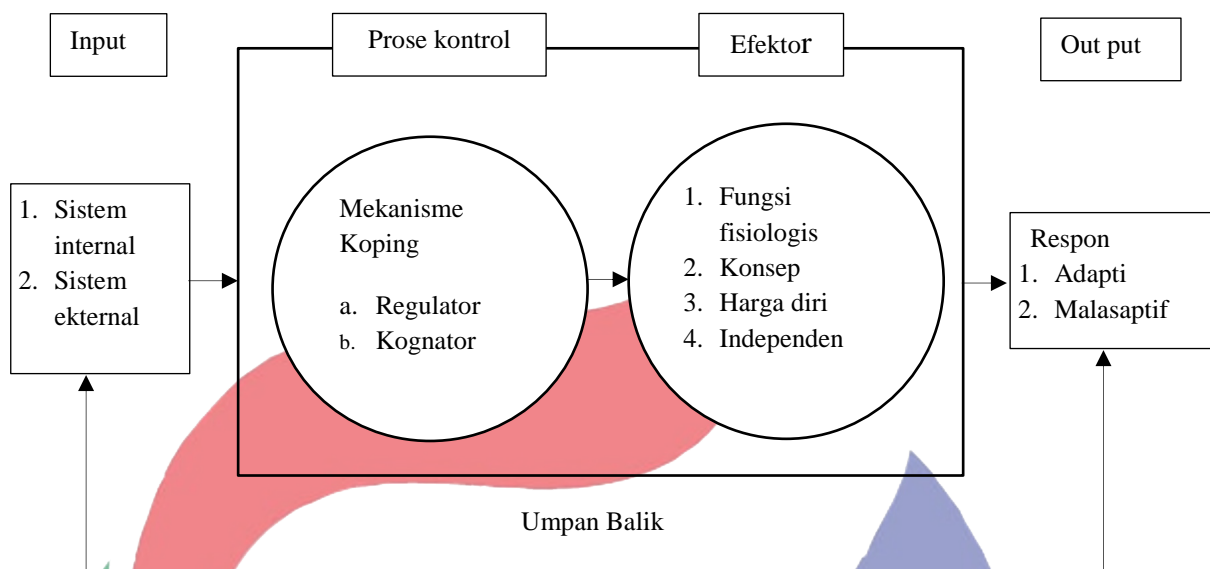 Input
Prose kontrol
Efektor
Out put
1. Sistem
internal
2. Sistem
ekternal
Mekanisme
Koping
a. Regulator
b. Kognator
1. Fungsi
fisiologis
2. Konsep
3. Harga diri
4. Independen
Respon
1. Adapti
2. Malasaptif
Umpan Balik